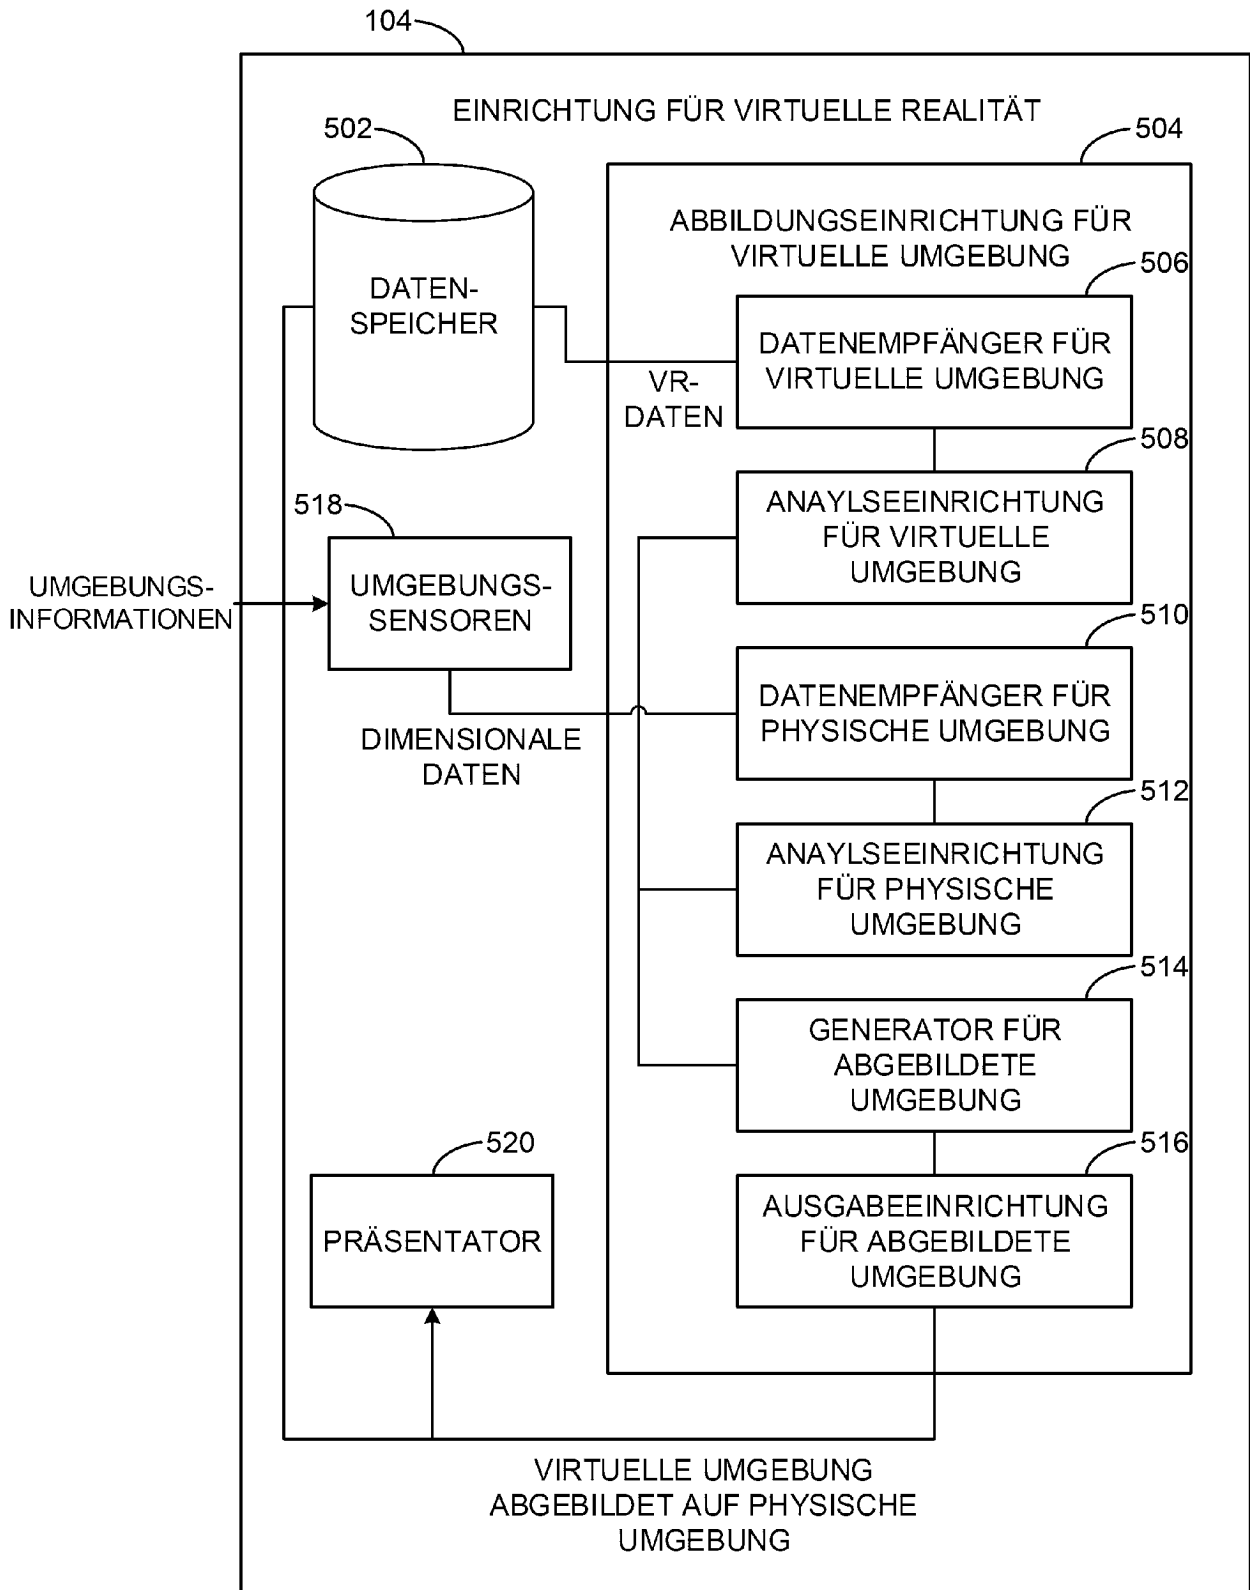 104
EINRICHTUNG FÜR VIRTUELLE REALITÄT
502
504
ABBILDUNGSEINRICHTUNG FÜR
VIRTUELLE UMGEBUNG
DATEN-
SPEICHER
506
DATENEMPFÄNGER FÜR
VIRTUELLE UMGEBUNG
VR-
DATEN
508
ANAYLSEEINRICHTUNG
FÜR VIRTUELLE
UMGEBUNG
518
UMGEBUNGS-
INFORMATIONEN
UMGEBUNGS-
SENSOREN
510
DATENEMPFÄNGER FÜR
PHYSISCHE UMGEBUNG
DIMENSIONALE
DATEN
512
ANAYLSEEINRICHTUNG
FÜR PHYSISCHE
UMGEBUNG
514
GENERATOR FÜR
ABGEBILDETE
UMGEBUNG
520
PRÄSENTATOR
516
AUSGABEEINRICHTUNG
FÜR ABGEBILDETE
UMGEBUNG
VIRTUELLE UMGEBUNG
ABGEBILDET AUF PHYSISCHE
UMGEBUNG